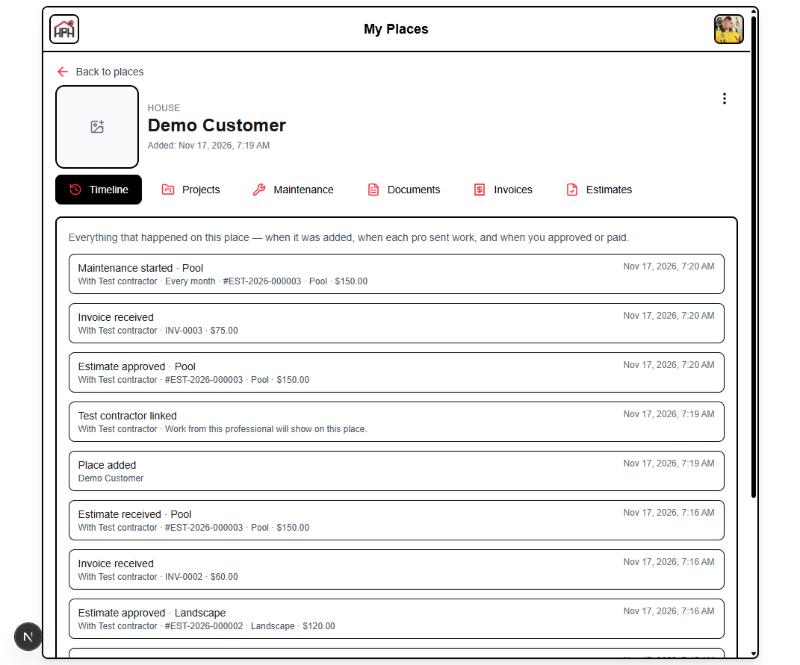 HPH
My Places
Back to places
HOUSE
Demo Customer
Added: Nov 17, 2026, 7:19 AM
Timeline
Projects
Maintenance
Documents
Invoices
Estimates
Everything that happened on this place — when it was added, when each pro sent work, and when you approved or paid.
Maintenance started · Pool
Nov 17, 2026, 7:20 AM
With Test contractor · Every month · #EST-2026-000003 · Pool · $150.00
Invoice received
Nov 17, 2026, 7:20 AM
With Test contractor · INV-0003 · $75.00
Estimate approved · Pool
Nov 17, 2026, 7:20 AM
With Test contractor · #EST-2026-000003 · Pool · $150.00
Test contractor linked
Nov 17, 2026, 7:19 AM
With Test contractor · Work from this professional will show on this place.
Place added
Nov 17, 2026, 7:19 AM
Demo Customer
Estimate received · Pool
Nov 17, 2026, 7:16 AM
With Test contractor · #EST-2026-000003 · Pool · $150.00
Invoice received
Nov 17, 2026, 7:16 AM
With Test contractor · INV-0002 · $60.00
Estimate approved · Landscape
Nov 17, 2026, 7:16 AM
With Test contractor · #EST-2026-000002 · Landscape · $120.00
N